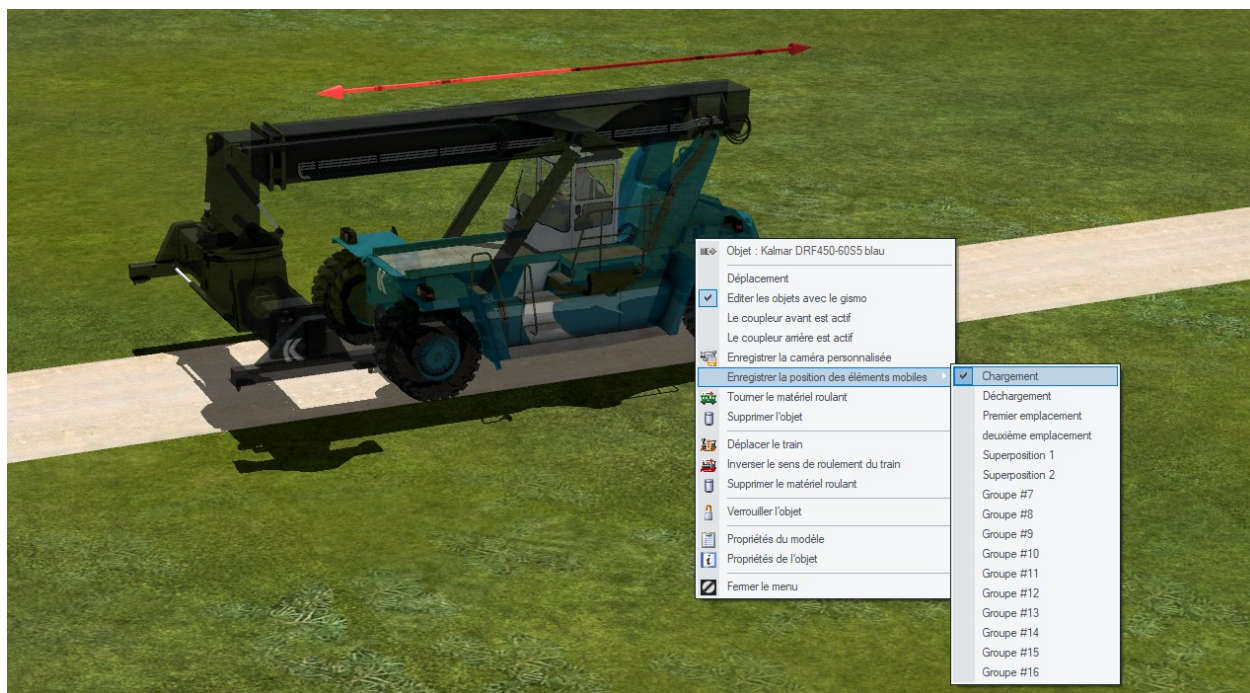 Objet : Kalmar DRF450-60S5 blau
Déplacement
Editer les objets avec le gismo
Le coupleur avant est actif
Le coupleur arrière est actif
Enregistrer la caméra personnalisée
Enregistrer la position des éléments mobiles
Tourner le matériel roulant
Supprimer l'objet
Déplacer le train
Inverser le sens de roulement du train
Supprimer le matériel roulant
Verrouiller l'objet
Propriétés du modèle
Propriétés de l'objet
Fermer le menu
Chargement
Déchargement
Premier emplacement
deuxième emplacement
Superposition 1
Superposition 2
Groupe #7
Groupe #8
Groupe #9
Groupe #10
Groupe #11
Groupe #12
Groupe #13
Groupe #14
Groupe #15
Groupe #16